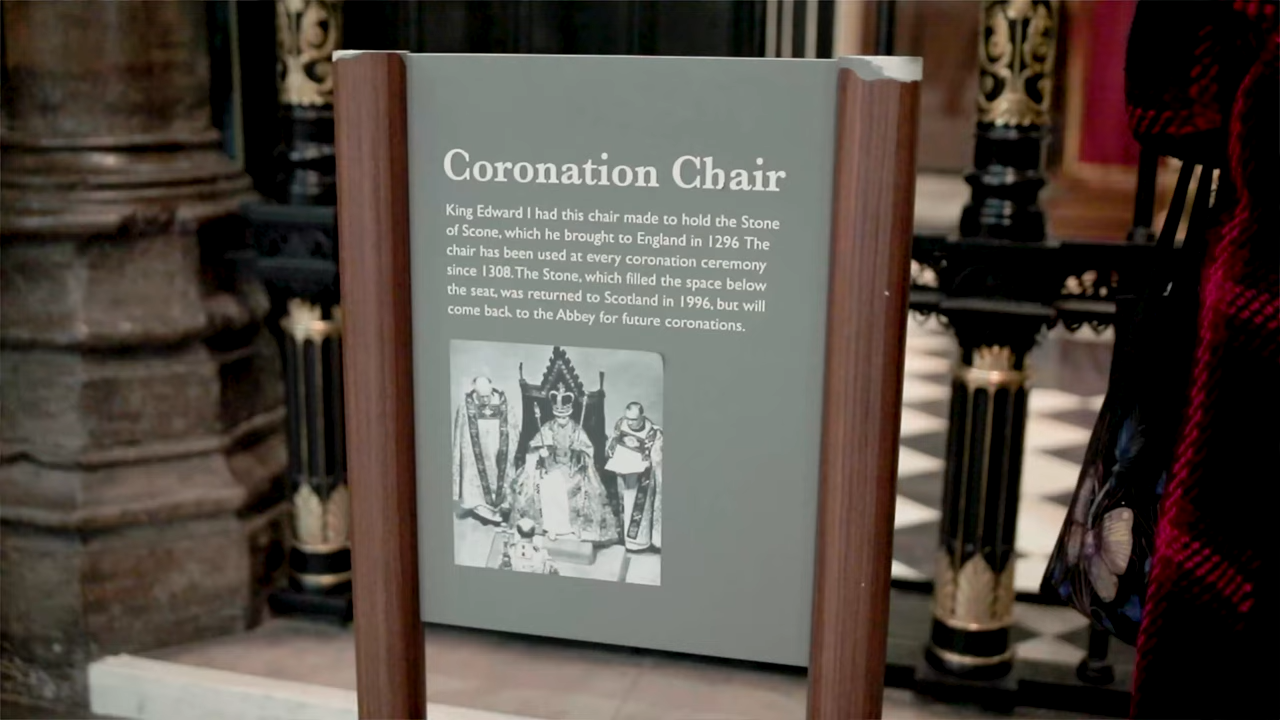 Coronation Chair
King Edward I had this chair made to hold the Stone
of Scone, which he brought to England in 1296 The
chair has been used at every coronation ceremony
since 1308. The Stone, which filled the space below
the seat, was returned to Scotland in 1996, but will
come back to the Abbey for future coronations.